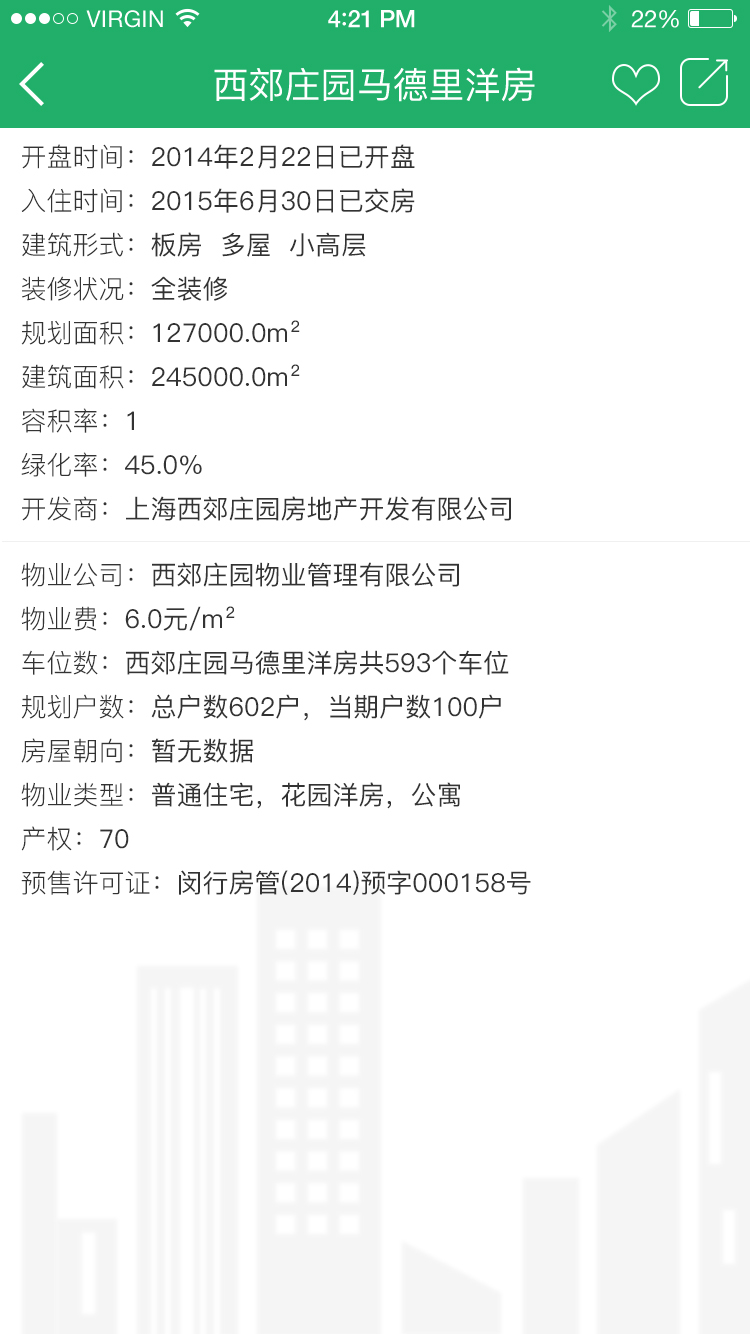 VIRGIN 4:21 PM 22%
西郊庄园马德里洋房
开盘时间：2014年2月22日已开盘
入住时间：2015年6月30日已交房
建筑形式：板房 多屋 小高层
装修状况：全装修
规划面积：127000.0m²
建筑面积：245000.0m²
容积率：1
绿化率：45.0%
开发商：上海西郊庄园房地产开发有限公司
物业公司：西郊庄园物业管理有限公司
物业费：6.0元/m²
车位数：西郊庄园马德里洋房共593个车位
规划户数：总户数602户，当期户数100户
房屋朝向：暂无数据
物业类型：普通住宅，花园洋房，公寓
产权：70
预售许可证：闵行房管(2014)预字000158号